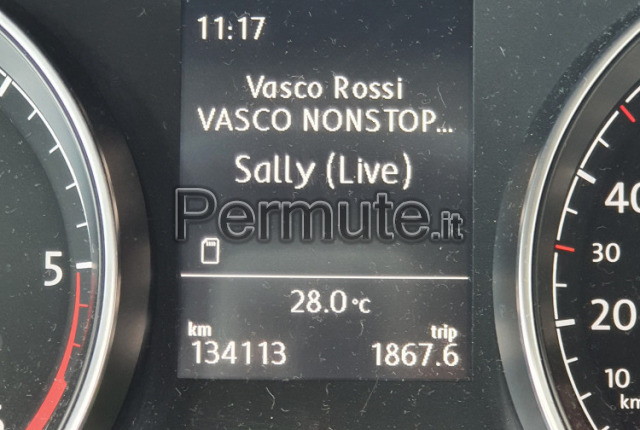 11:17
Vasco Rossi
VASCO NONSTOP...
Sally (Live)
Permute.it
28.0 °C
km trip
134113 1867.6
5
40
30
20
10
km